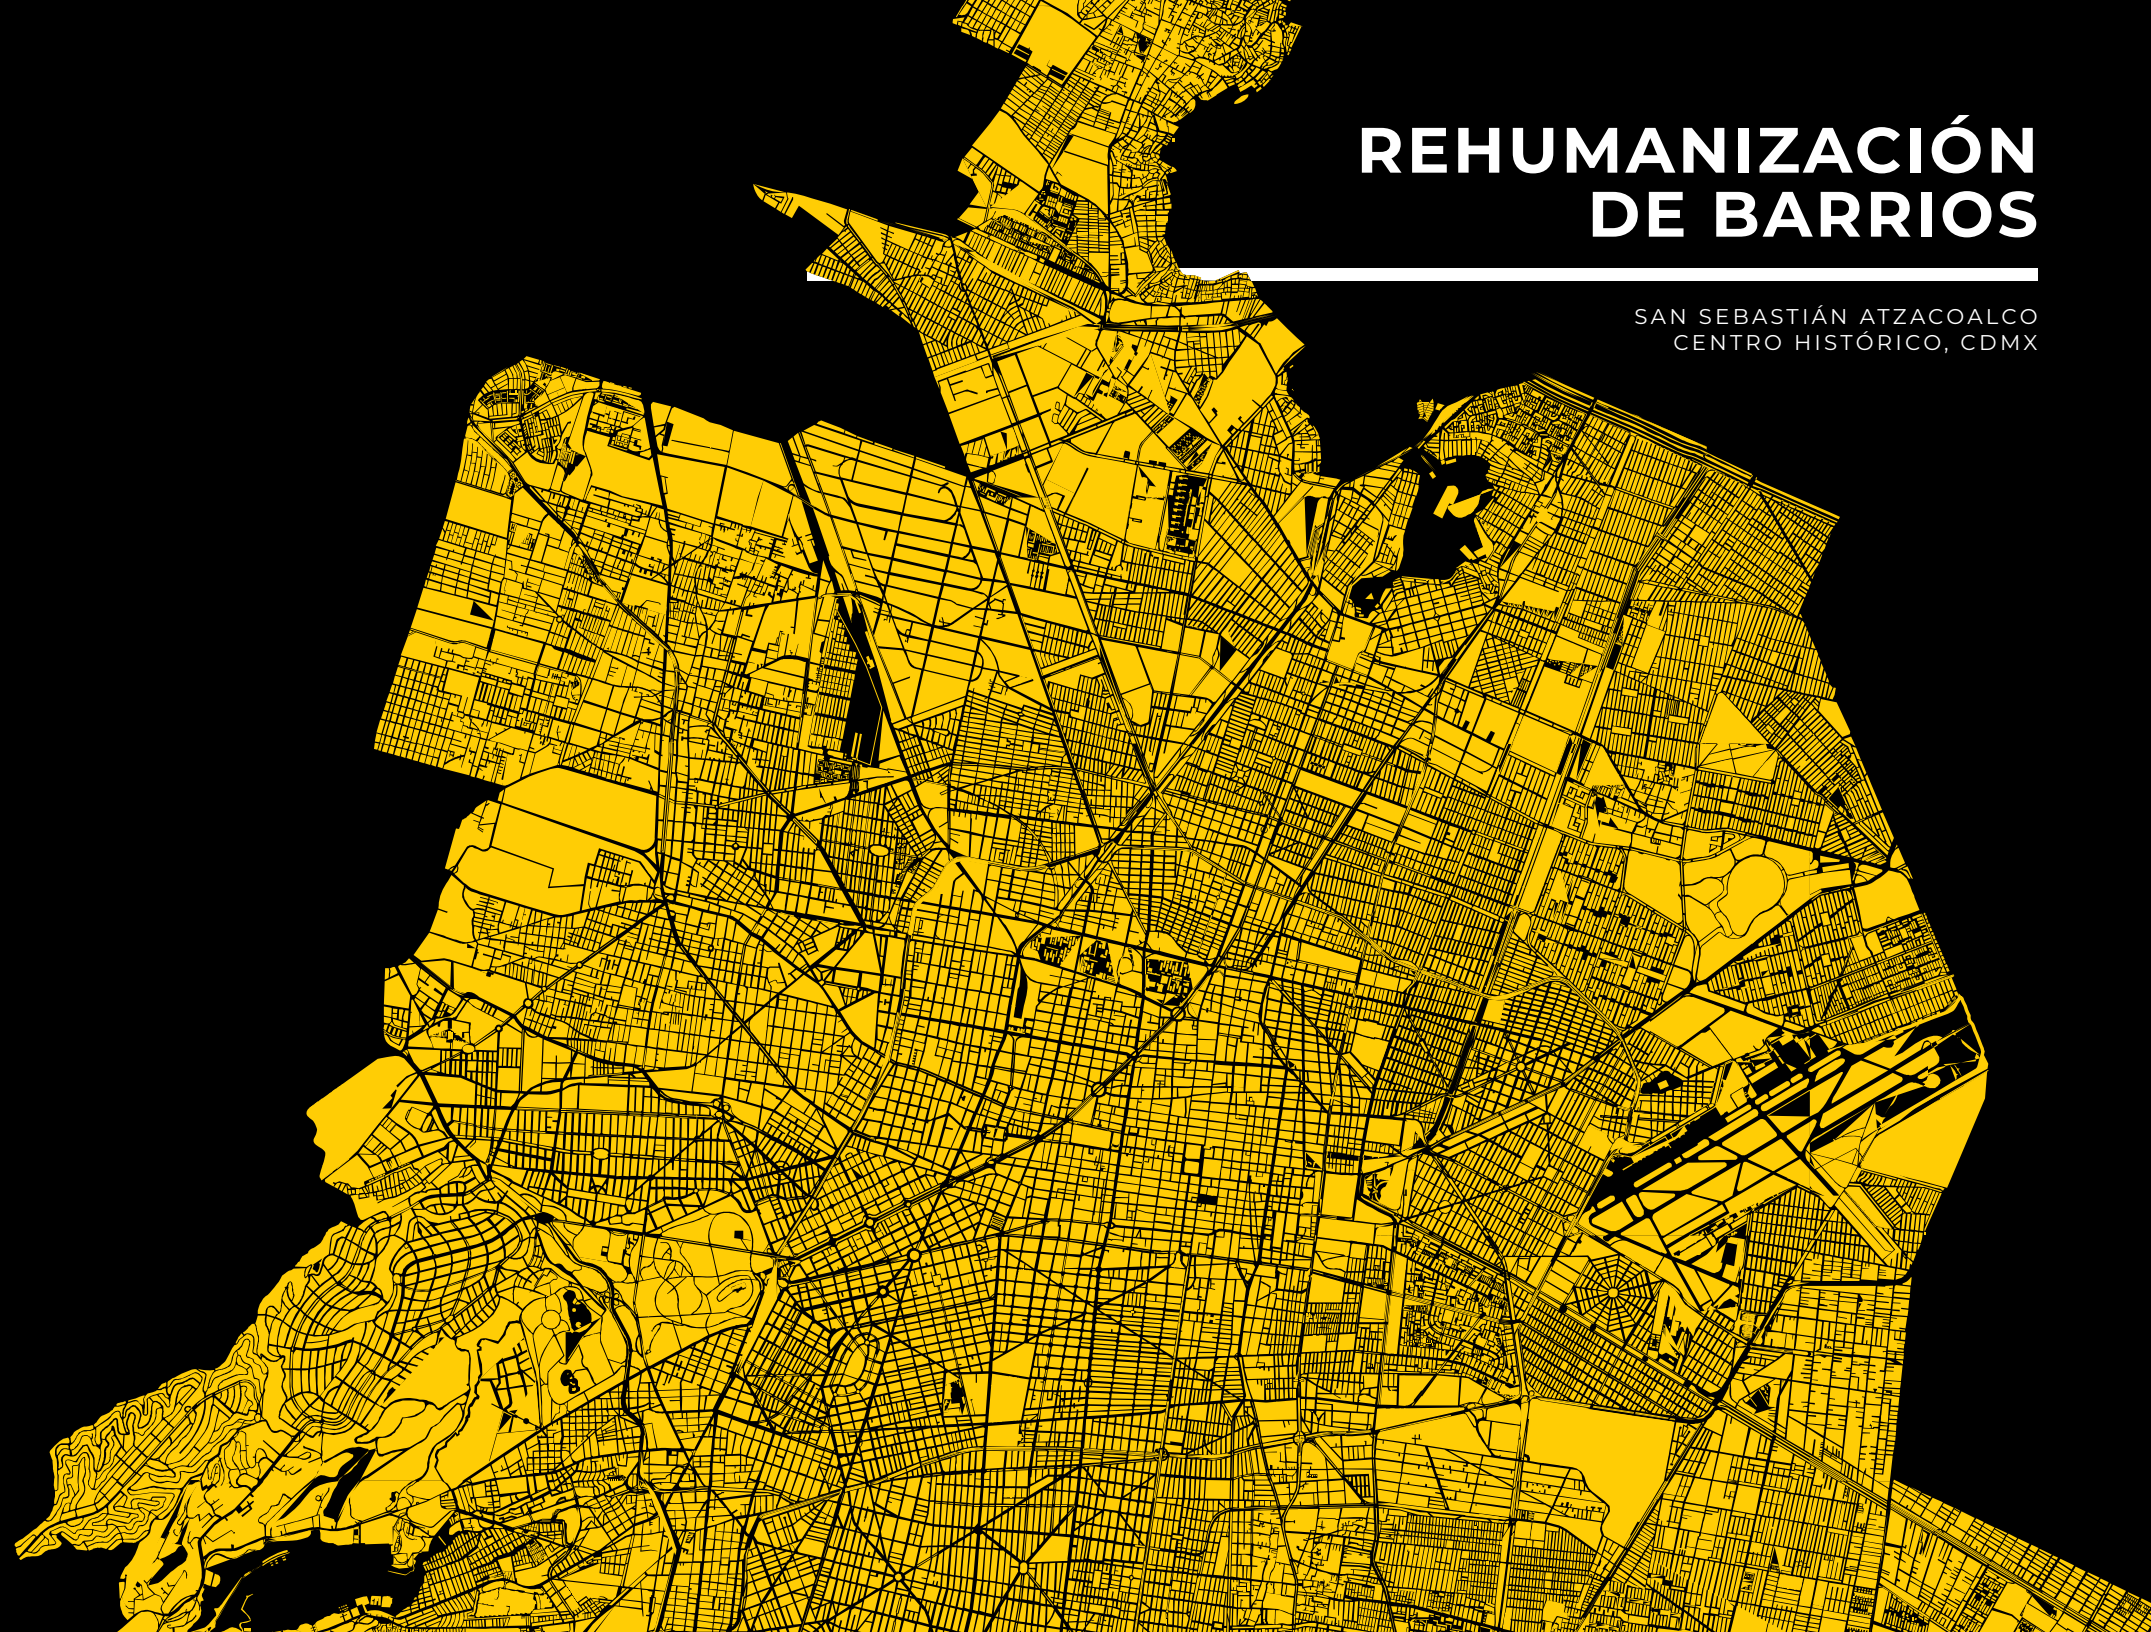 REHUMANIZACIÓN
DE BARRIOS
SAN SEBASTIÁN ATZACOALCO
CENTRO HISTÓRICO, CDMX